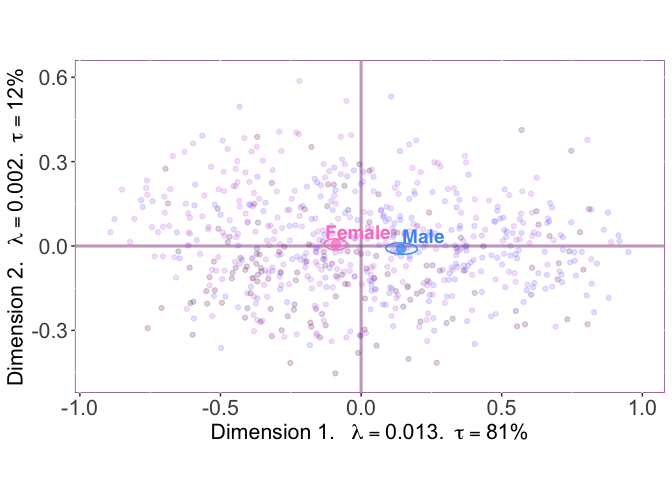 Dimension 2. λ = 0.002. τ = 12%
0.6
0.3
0.0
-0.3
Female
Male
-1.0 -0.5 0.0 0.5 1.0
Dimension 1. λ = 0.013. τ = 81%